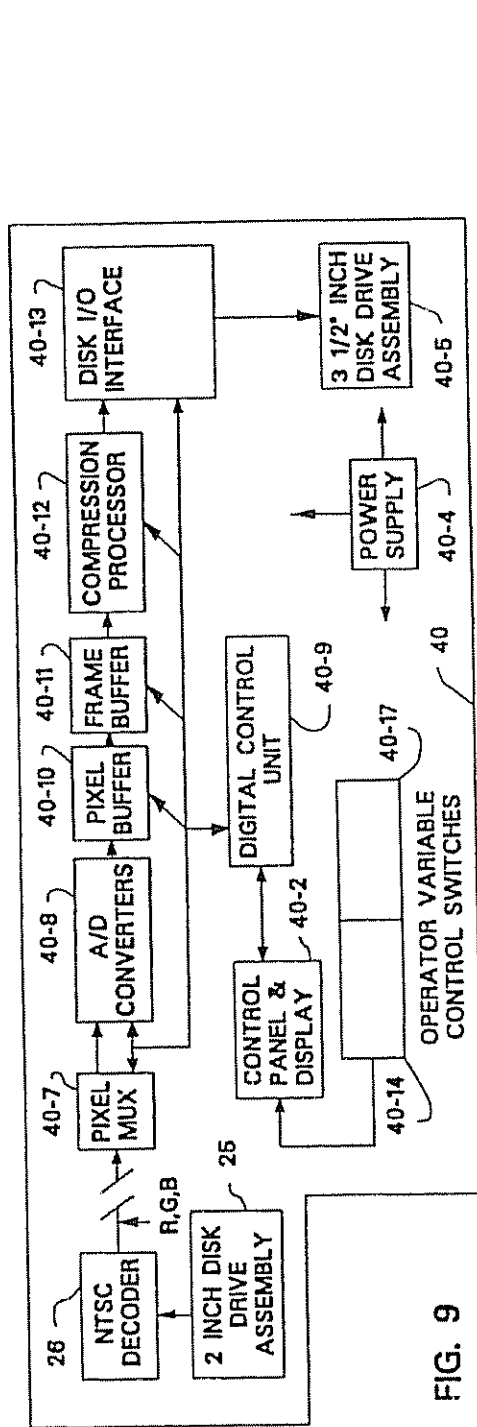 26
NTSC
DECODER
R,G,B
2 INCH DISK
DRIVE
ASSEMBLY
25
40-7
PIXEL
MUX
40-8
A/D
CONVERTERS
40-10
PIXEL
BUFFER
40-11
FRAME
BUFFER
40-12
COMPRESSION
PROCESSOR
40-13
DISK I/O
INTERFACE
CONTROL
PANEL &
DISPLAY
40-2
DIGITAL CONTROL
UNIT
40-9
POWER
SUPPLY
40-4
3 1/2" INCH
DISK DRIVE
ASSEMBLY
40-5
40-14
40-17
OPERATOR VARIABLE
CONTROL SWITCHES
40
FIG. 9